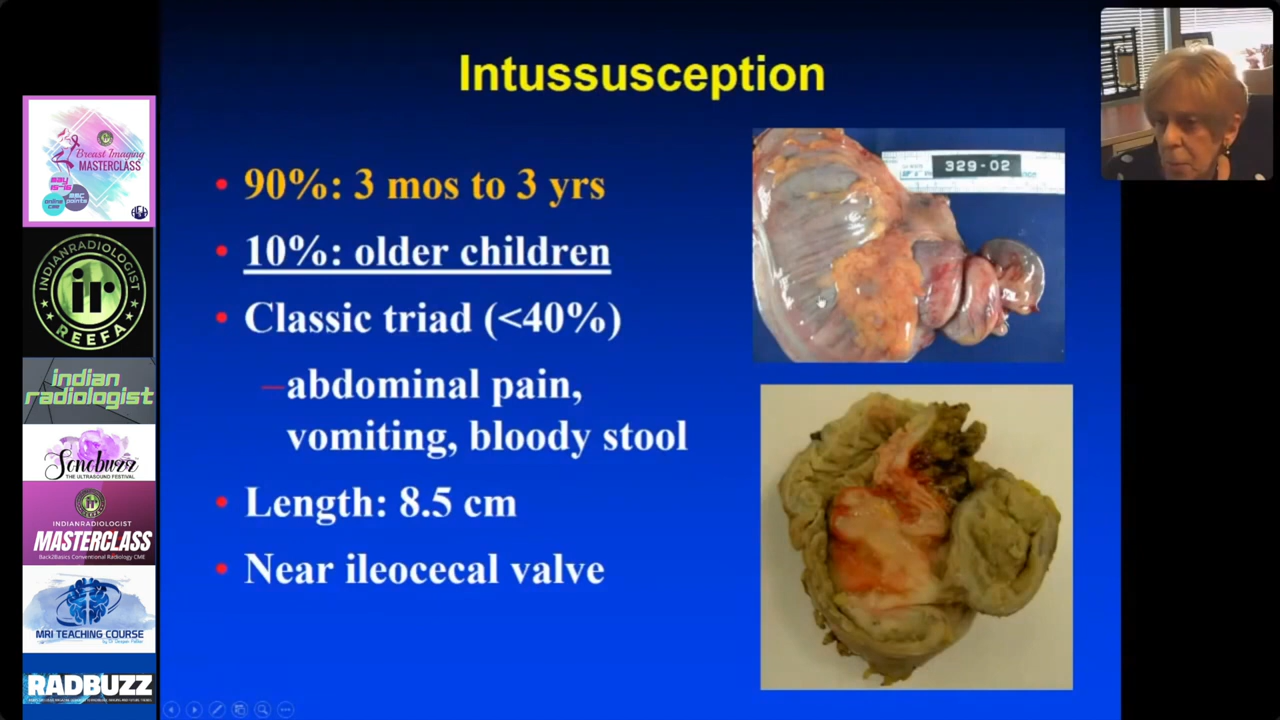 Intussusception
• 90%: 3 mos to 3 yrs
• 10%: older children
• Classic triad (<40%)
–abdominal pain,
vomiting, bloody stool
• Length: 8.5 cm
• Near ileocecal valve
329-02
Breast Imaging
MASTERCLASS
INDIANRADIOLOGIST
ir
REEFA
indian
radiologist
Sonobuzz
THE ULTRASOUND FESTIVAL
INDIANRADIOLOGIST
MASTERCLASS
Back2Basics Conventional Radiology CME
MRI TEACHING COURSE
RADBUZZ